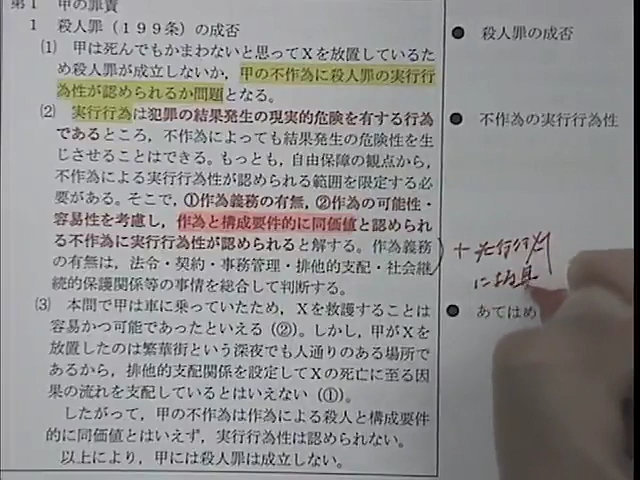 第1 甲の罪責
1 殺人罪(199条)の成否
(1) 甲は死んでもかまわないと思ってXを放置しているた
め殺人罪が成立しないか,甲の不作為に殺人罪の実行行
為性が認められるか問題となる。
(2) 実行行為は犯罪の結果発生の現実的危険を有する行為
であるところ,不作為によっても結果発生の危険性を生
じさせることはできる。もっとも,自由保障の観点から,
不作為による実行行為性が認められる範囲を限定する必
要がある。そこで,①作為義務の有無,②作為の可能性・
容易性を考慮し,作為と構成要件的に同価値と認められ
る不作為に実行行為性が認められると解する。作為義務
の有無は,法令・契約・事務管理・排他的支配・社会継
続的保護関係等の事情を総合して判断する。
(3) 本問で甲は車に乗っていたため,Xを救護することは
容易かつ可能であったといえる(②)。しかし,甲がXを
放置したのは繁華街という深夜でも人通りのある場所で
あるから,排他的支配関係を設定してXの死亡に至る因
果の流れを支配しているとはいえない(①)。
したがって,甲の不作為は作為による殺人と構成要件
的に同価値とはいえず,実行行為性は認められない。
以上により,甲には殺人罪は成立しない。
● 殺人罪の成否
● 不作為の実行行為性
+先行行為
● あてはめ